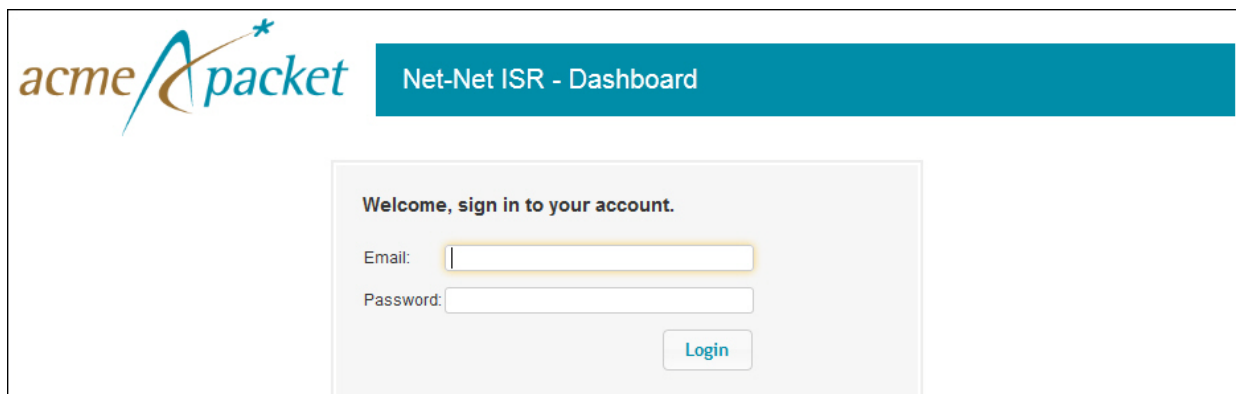 acme packet
Net-Net ISR - Dashboard
Welcome, sign in to your account.
Email:
Password:
Login